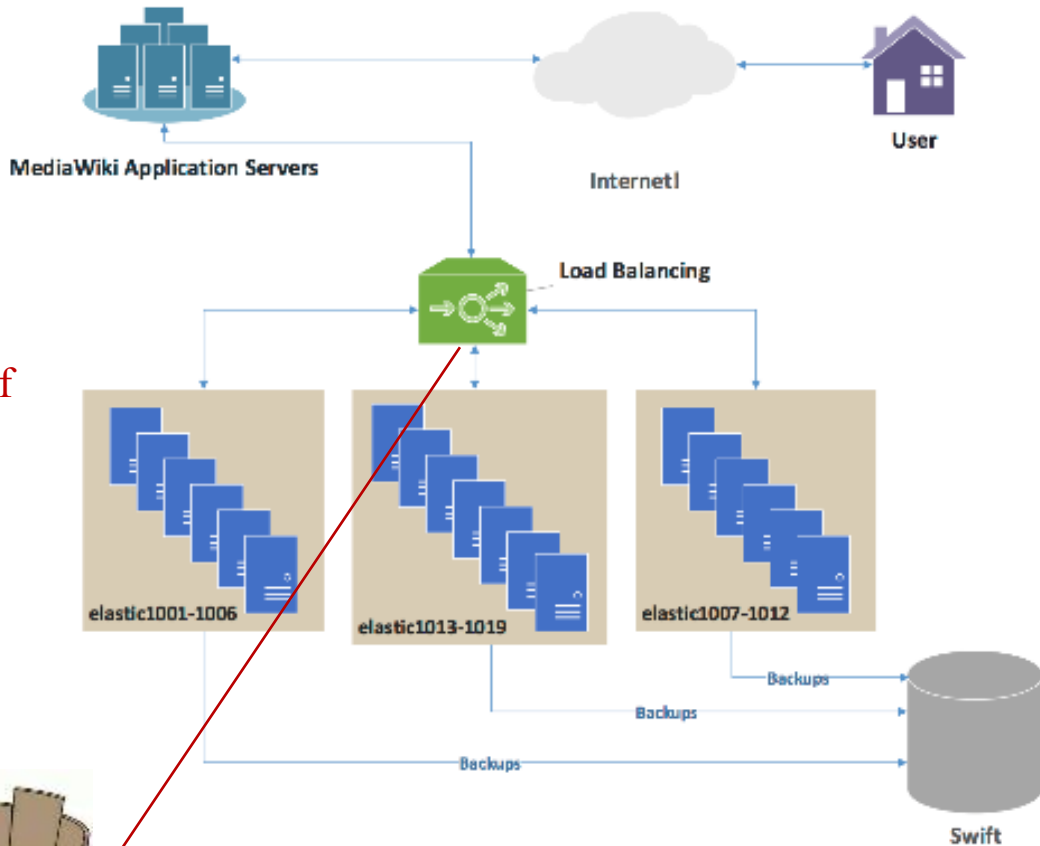 User
MediaWiki Application Servers
Internetl
Load Balancing
f
elastic1001-1006
elastic1013-1019
elastic1007-1012
Backups
Backups
Backups
Swift